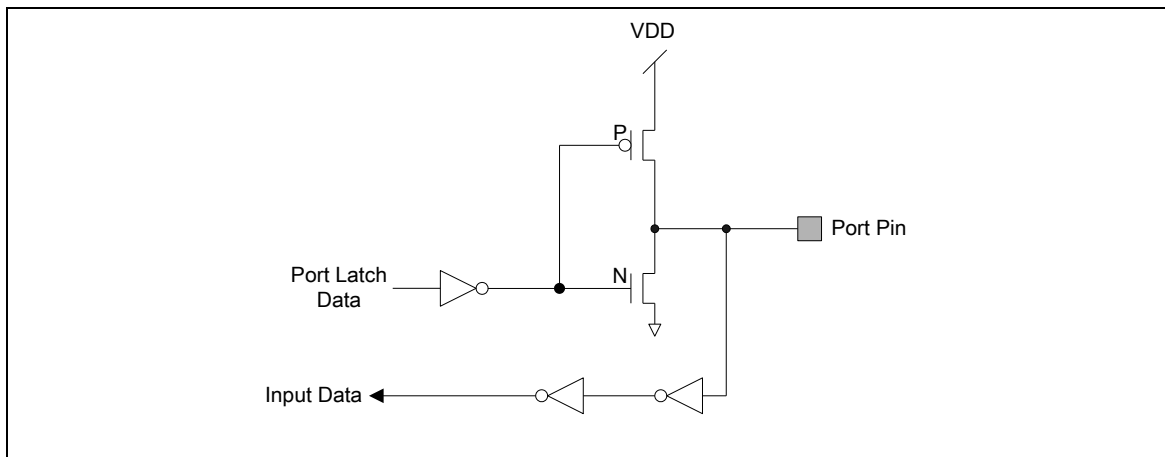 VDD
P
Port Pin
N
Port Latch
Data
Input Data